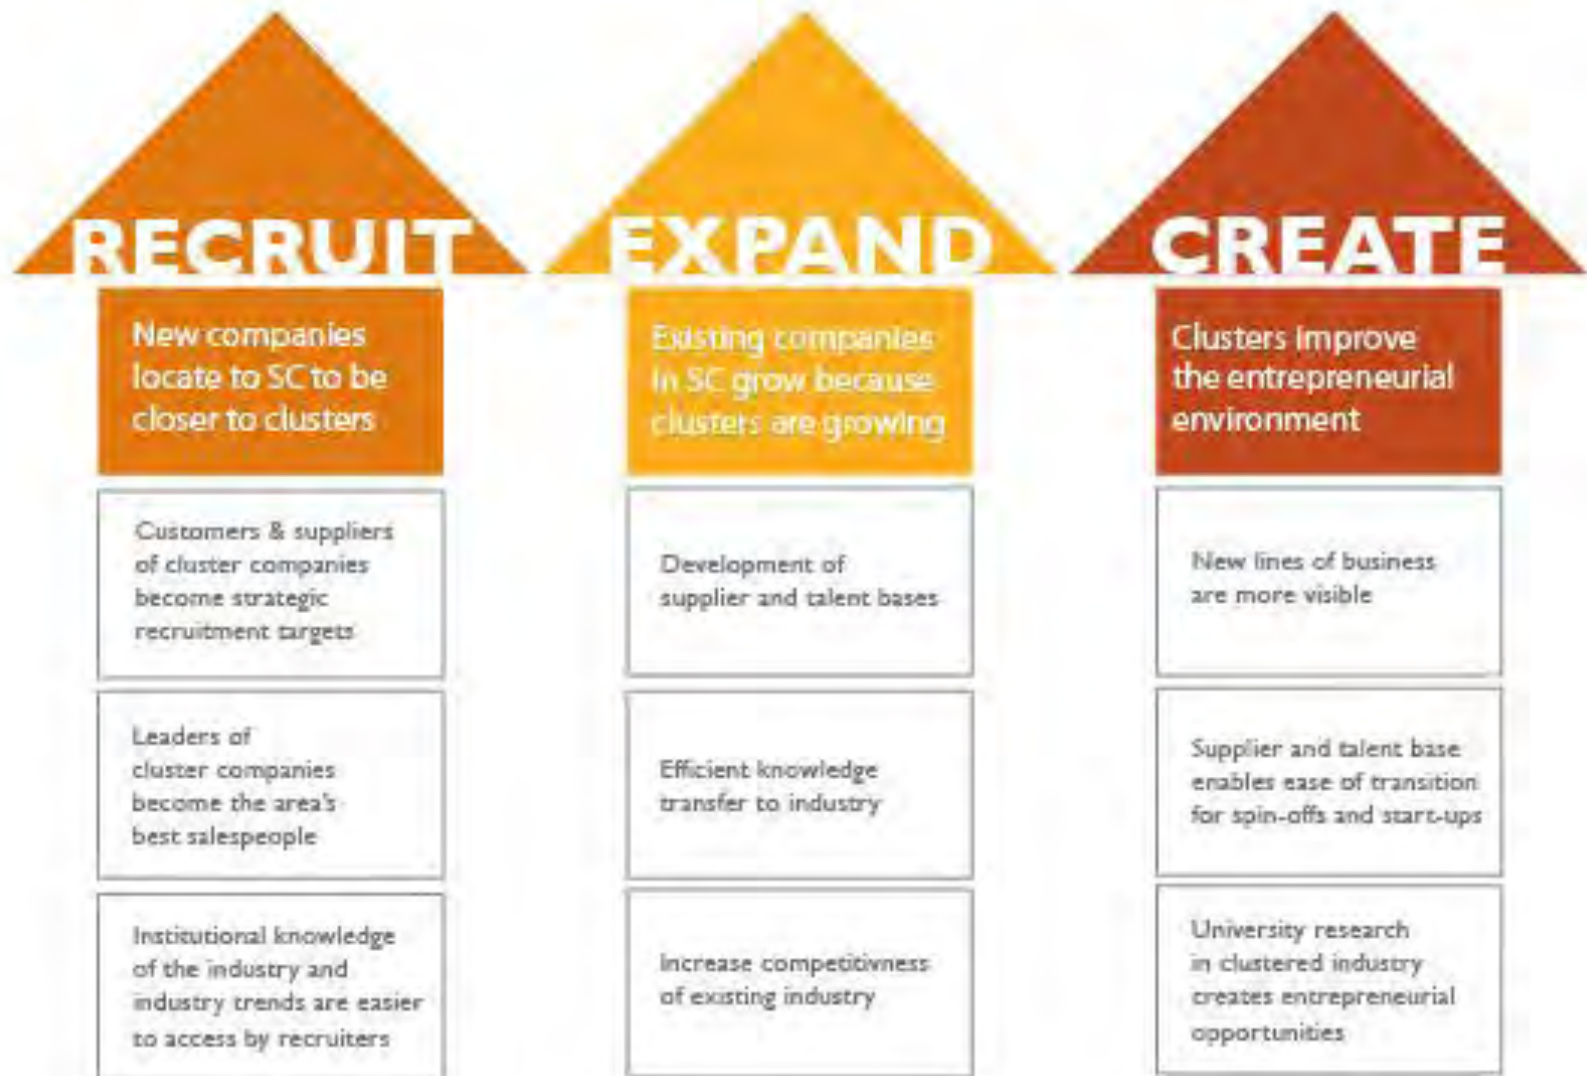 RECRUIT
New companies
locate to SC to be
closer to clusters
Customers & suppliers
of cluster companies
become strategic
recruitment targets
Leaders of
cluster companies
become the area's
best salespeople
Institutional knowledge
of the industry and
industry trends are easier
to access by recruiters
EXPAND
Existing companies
in SC grow because
clusters are growing
Development of
supplier and talent bases
Efficient knowledge
transfer to industry
Increase competitivness
of existing industry
CREATE
Clusters improve
the entrepreneurial
environment
New lines of business
are more visible
Supplier and talent base
enables ease of transition
for spin-offs and start-ups
University research
in clustered industry
creates entrepreneurial
opportunities